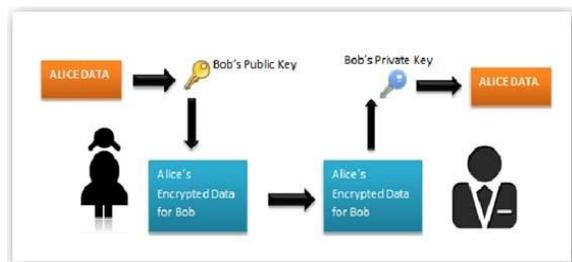 ALICE DATA
Bob's Public Key
Bob's Private Key
ALICE DATA
Alice's
Encrypted Data
for Bob
Alice's
Encrypted Data
for Bob